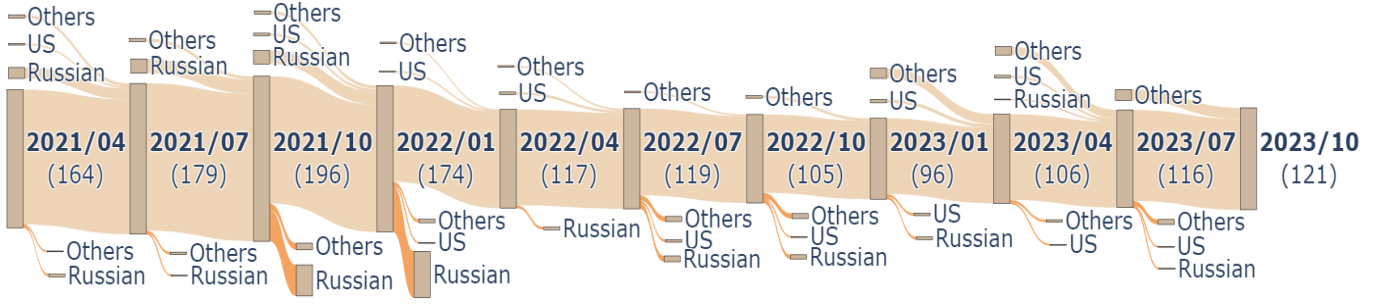 Others
US
Russian
2021/04
(164)
Others
Russian
Others
Russian
2021/07
(179)
Others
Russian
Others
US
Russian
2021/10
(196)
Others
Russian
Others
US
2022/01
(174)
Others
US
Russian
Others
US
2022/04
(117)
Russian
Others
2022/07
(119)
Others
US
Russian
Others
2022/10
(105)
Others
US
Russian
Others
US
2023/01
(96)
US
Russian
Others
US
Russian
2023/04
(106)
Others
US
Others
2023/07
(116)
Others
US
Russian
2023/10
(121)